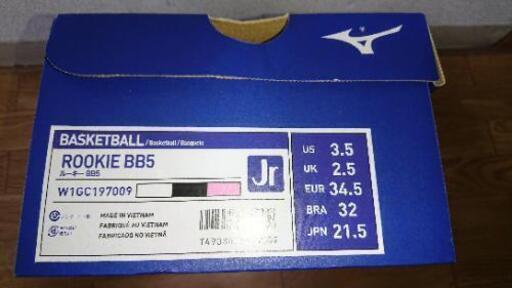 BASKETBALL / Basketball / Basquete
ROOKIE BB5
ルーキー BB5
W1GC197009
Jr
MADE IN VIETNAM
FABRIQUÉ AU VIETNAM
FABRICADO NO VIETNÃ
US 3.5
UK 2.5
EUR 34.5
BRA 32
JPN 21.5